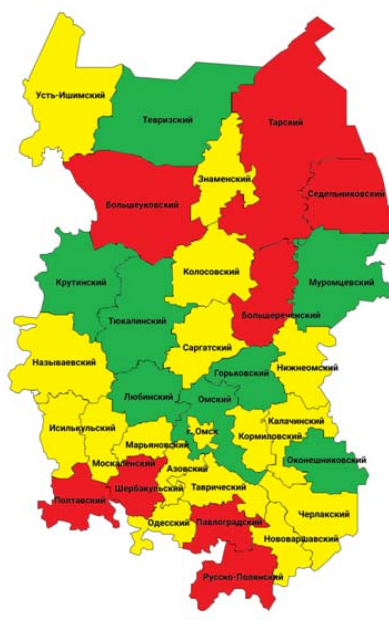 Усть-Ишимский
Тевризский
Тарский
Знаменский
Седельниковский
Большеуковский
Колосовский
Крутинский
Муромцевский
Тюкалинский
Большереченский
Саргатский
Называевский
Горьковский
Нижнеомский
Любинский
Омский
Калачинский
Исилькульский
г. Омск
Кормиловский
Марьяновский
Оконешниковский
Москаленский
Азовский
Шербакульский
Таврический
Полтавский
Черлакский
Одесский
Павлоградский
Нововаршавский
Русско-Полянский